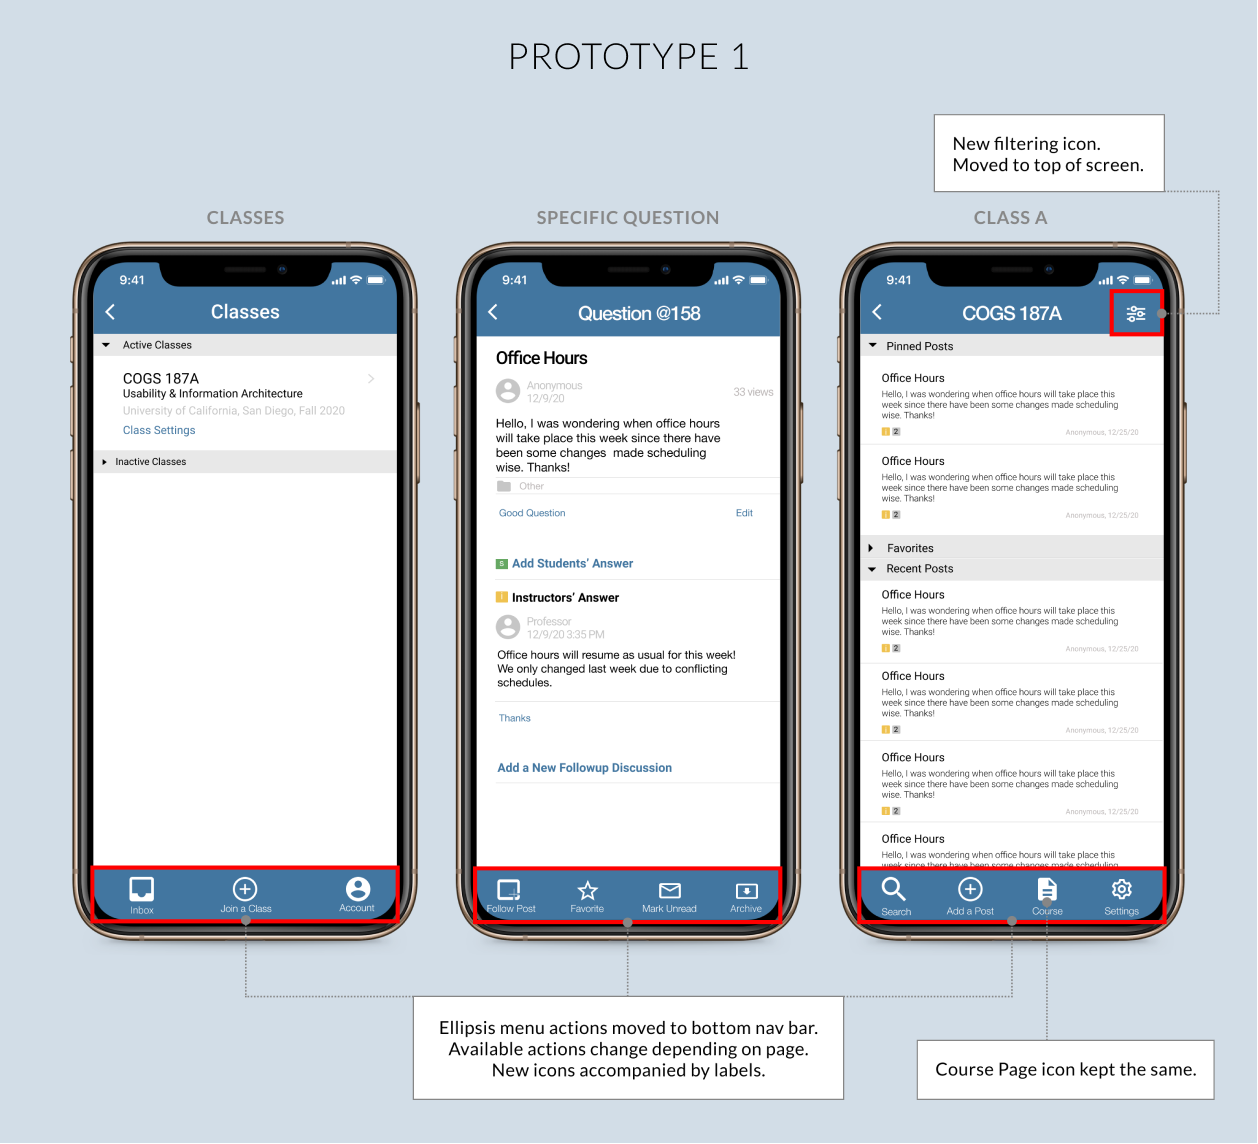 PROTOTYPE 1
New filtering icon.
Moved to top of screen.
CLASSES
9:41
Classes
Active Classes
COGS 187A
Usability & Information Architecture
University of California, San Diego, Fall 2020
Class Settings
Inactive Classes
Inbox
Join a Class
Account
SPECIFIC QUESTION
9:41
Question @158
Office Hours
Anonymous
12/9/20
33 views
Hello, I was wondering when office hours
will take place this week since there have
been some changes made scheduling
wise. Thanks!
Other
Good Question
Edit
S Add Students' Answer
i Instructors' Answer
Professor
12/9/20 3:35 PM
Office hours will resume as usual for this week!
We only changed last week due to conflicting
schedules.
Thanks
Add a New Followup Discussion
Follow Post
Favorite
Mark Unread
Archive
CLASS A
9:41
COGS 187A
Pinned Posts
Office Hours
Hello, I was wondering when office hours will take place this
week since there have been some changes made scheduling
wise. Thanks!
i 2
Anonymous, 12/25/20
Office Hours
Hello, I was wondering when office hours will take place this
week since there have been some changes made scheduling
wise. Thanks!
i 2
Anonymous, 12/25/20
Favorites
Recent Posts
Office Hours
Hello, I was wondering when office hours will take place this
week since there have been some changes made scheduling
wise. Thanks!
i 2
Anonymous, 12/25/20
Office Hours
Hello, I was wondering when office hours will take place this
week since there have been some changes made scheduling
wise. Thanks!
i 2
Anonymous, 12/25/20
Office Hours
Hello, I was wondering when office hours will take place this
week since there have been some changes made scheduling
wise. Thanks!
i 2
Anonymous, 12/25/20
Office Hours
Hello, I was wondering when office hours will take place this
week since there have been some changes made scheduling
Search
Add a Post
Course
Settings
Ellipsis menu actions moved to bottom nav bar.
Available actions change depending on page.
New icons accompanied by labels.
Course Page icon kept the same.